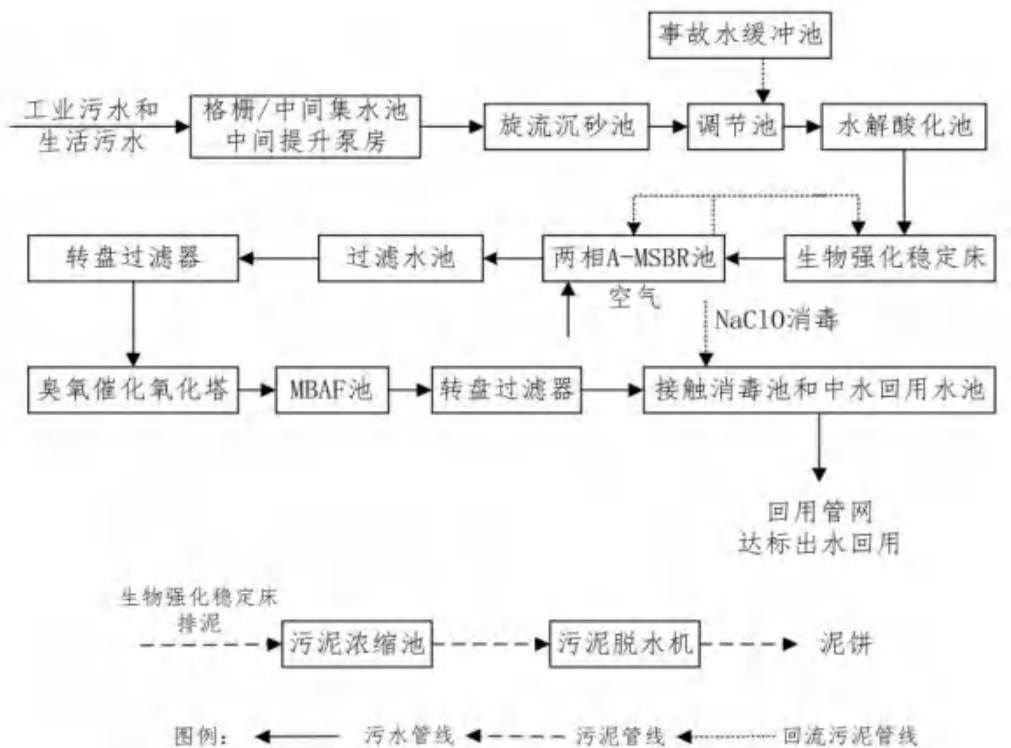 事故水缓冲池
工业污水和
生活污水
格栅/中间集水池
中间提升泵房
旋流沉砂池
调节池
水解酸化池
转盘过滤器
过滤水池
两相A-MSBR池
生物强化稳定床
空气
NaClO消毒
臭氧催化氧化塔
MBAF池
转盘过滤器
接触消毒池和中水回用水池
回用管网
达标出水回用
生物强化稳定床
排泥
污泥浓缩池
污泥脱水机
泥饼
图例: 污水管线 污泥管线 回流污泥管线